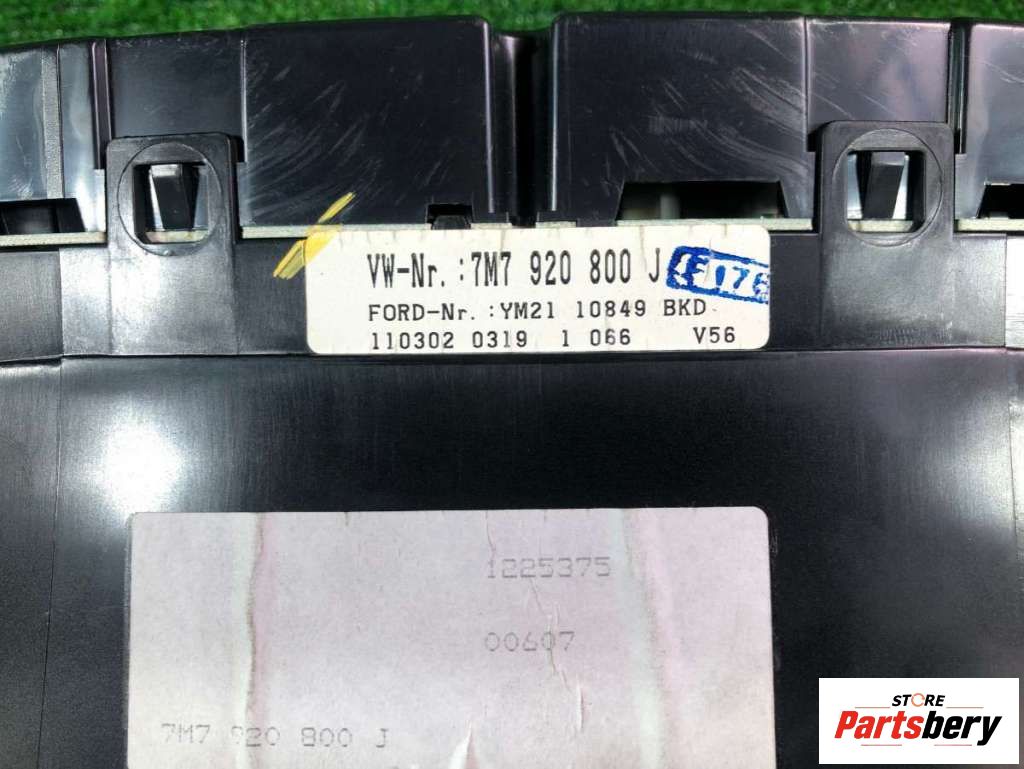 VW-Nr. :7M7 920 800 J
FORD-Nr. :YM21 10849 BKD
110302 0319 1 066 V56
1225375
00607
7M7 920 800 J
STORE
Partsbery